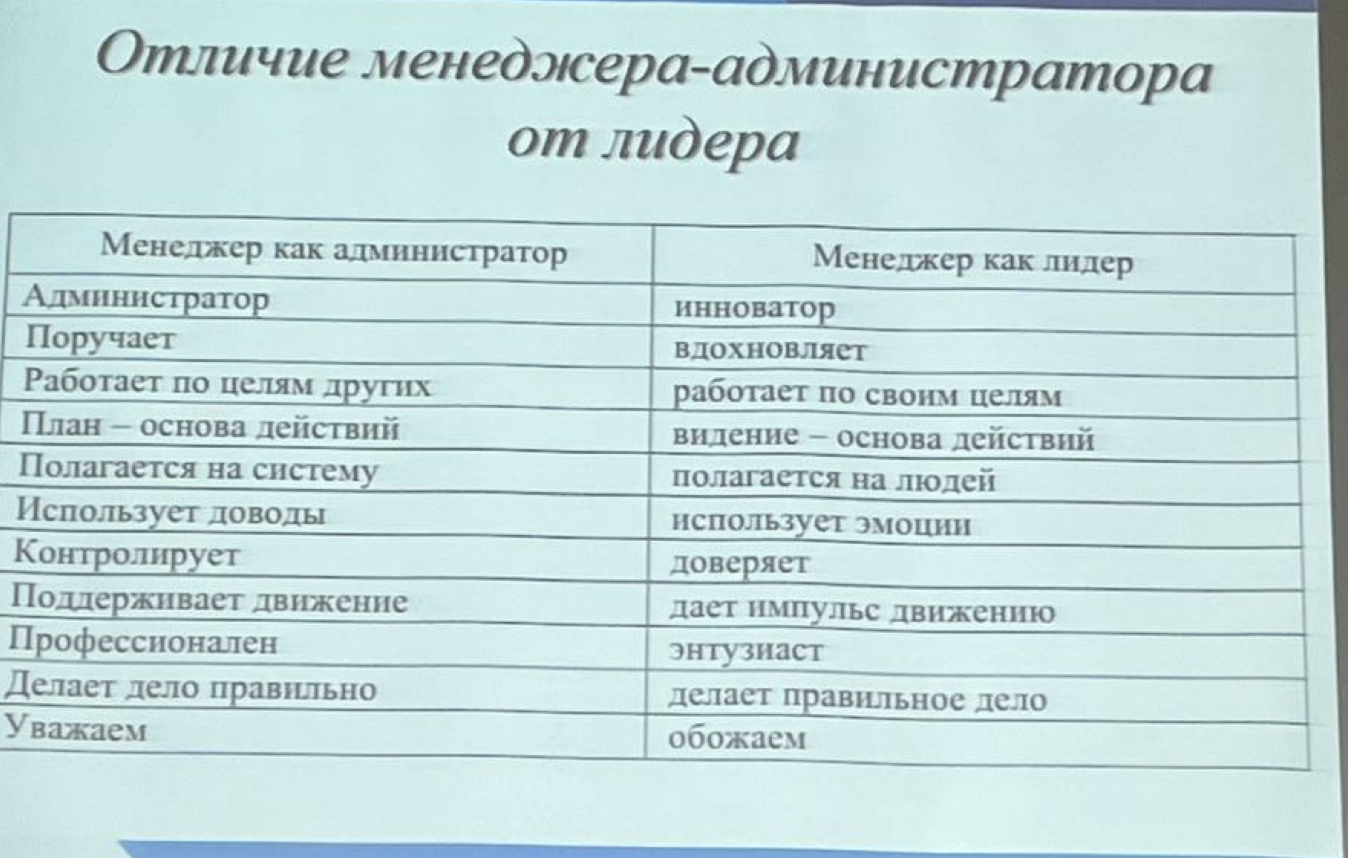 Отличие менеджера-администратора
от лидера
Менеджер как администратор Менеджер как лидер
Администратор инноватор
Поручает вдохновляет
Работает по целям других работает по своим целям
План – основа действий видение – основа действий
Полагается на систему полагается на людей
Использует доводы использует эмоции
Контролирует доверяет
Поддерживает движение дает импульс движению
Профессионален энтузиаст
Делает дело правильно делает правильное дело
Уважаем обожаем